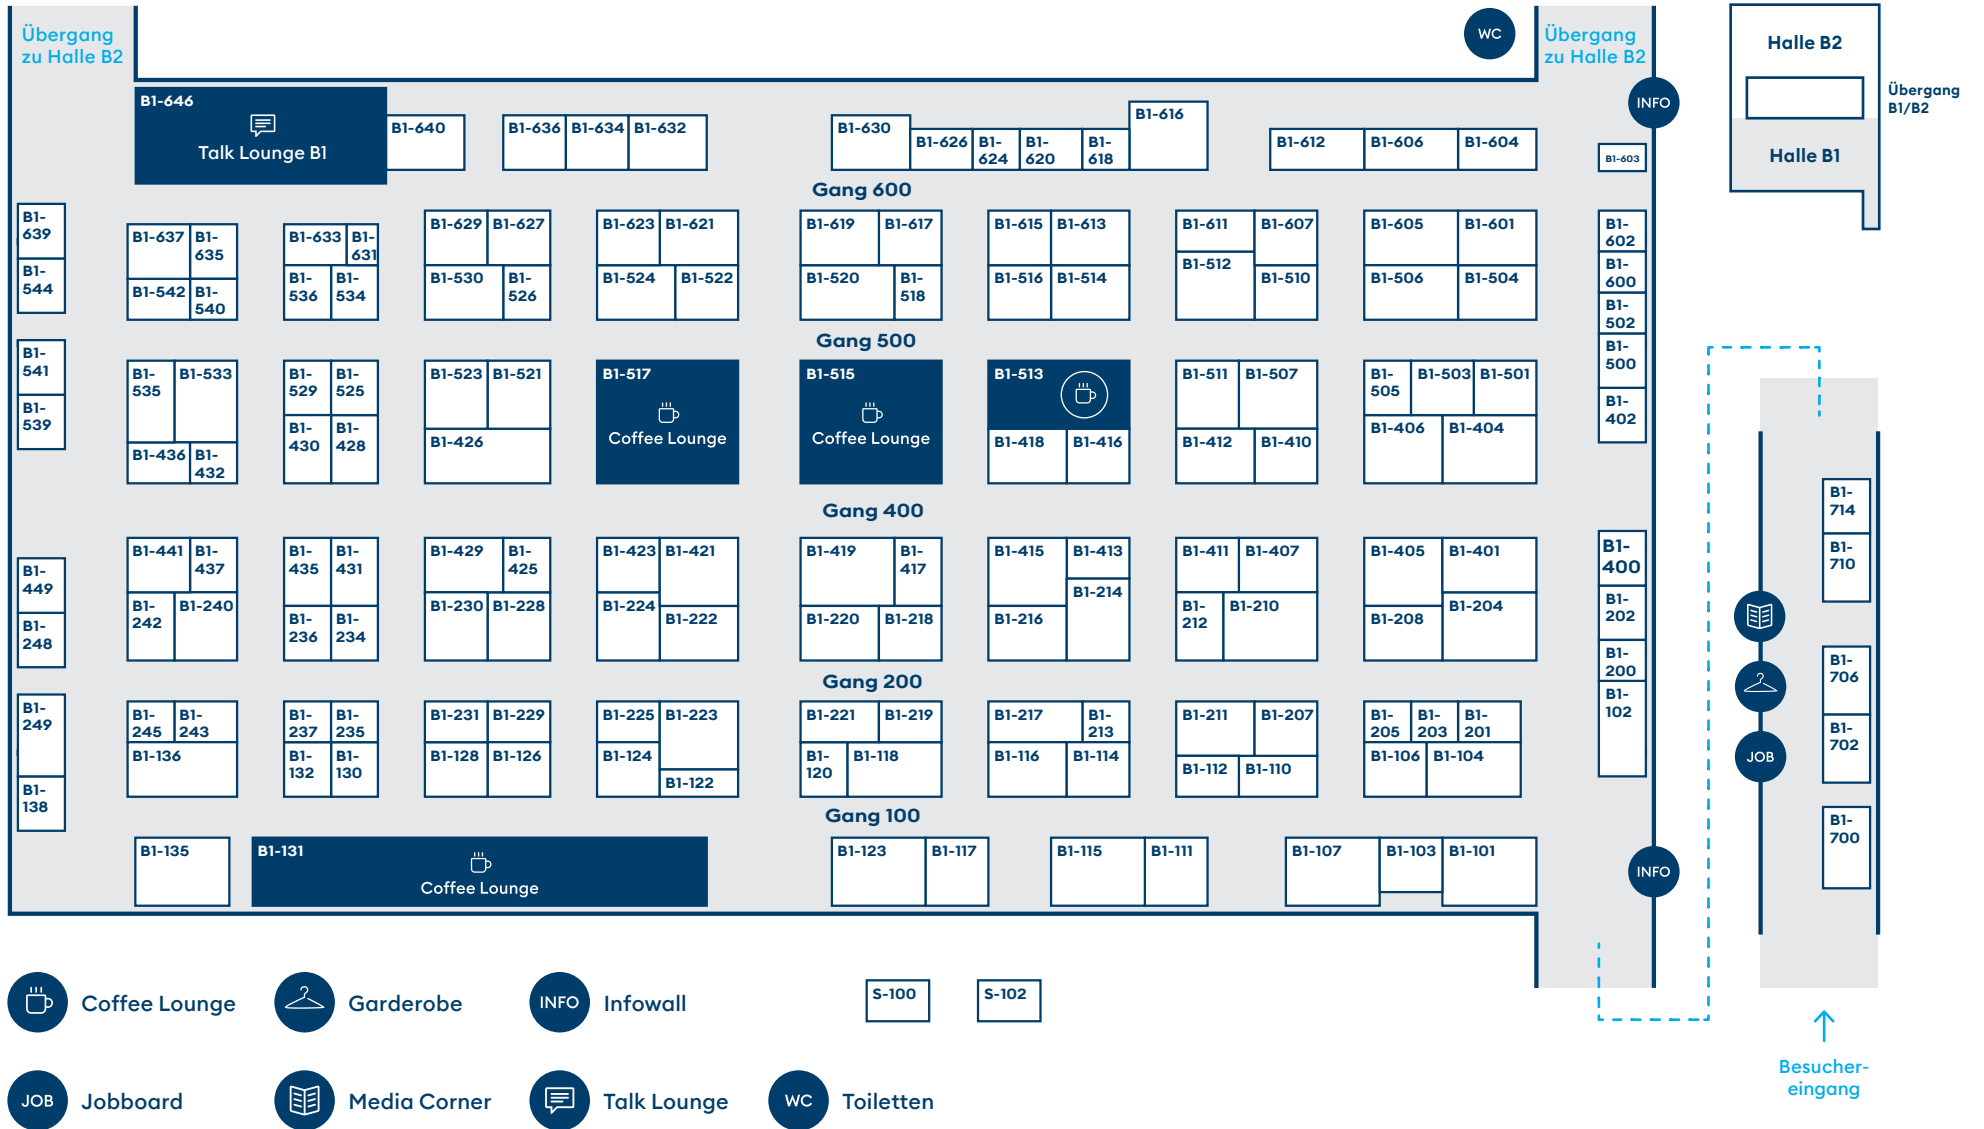 Übergang
zu Halle B2
WC
Übergang
zu Halle B2
Halle B2
Übergang
B1/B2
Halle B1
INFO
B1-646
Talk Lounge B1
B1-640
B1-636
B1-634
B1-632
B1-630
B1-626
B1-
624
B1-
620
B1-
618
B1-616
B1-612
B1-606
B1-604
B1-603
Gang 600
B1-
639
B1-
544
B1-637
B1-
635
B1-542
B1-
540
B1-633
B1-
631
B1-
536
B1-
534
B1-629
B1-627
B1-530
B1-
526
B1-623
B1-621
B1-524
B1-522
B1-619
B1-617
B1-520
B1-
518
B1-615
B1-613
B1-516
B1-514
B1-611
B1-607
B1-512
B1-510
B1-605
B1-601
B1-506
B1-504
B1-
602
B1-
600
B1-
502
B1-
500
B1-
402
Gang 500
B1-
541
B1-
539
B1-
535
B1-533
B1-436
B1-
432
B1-
529
B1-
525
B1-
430
B1-
428
B1-523
B1-521
B1-426
B1-517
Coffee Lounge
B1-515
Coffee Lounge
B1-513
B1-418
B1-416
B1-511
B1-507
B1-412
B1-410
B1-
505
B1-503
B1-501
B1-406
B1-404
Gang 400
B1-
449
B1-
248
B1-441
B1-
437
B1-
242
B1-240
B1-
435
B1-
431
B1-
236
B1-
234
B1-429
B1-
425
B1-230
B1-228
B1-423
B1-421
B1-224
B1-222
B1-419
B1-
417
B1-220
B1-218
B1-415
B1-413
B1-214
B1-216
B1-411
B1-407
B1-
212
B1-210
B1-405
B1-401
B1-208
B1-204
B1-
400
B1-
202
B1-
200
B1-
102
Gang 200
B1-
249
B1-
138
B1-
245
B1-
243
B1-136
B1-
237
B1-
235
B1-
132
B1-
130
B1-231
B1-229
B1-128
B1-126
B1-225
B1-223
B1-124
B1-122
B1-221
B1-219
B1-
120
B1-118
B1-217
B1-
213
B1-116
B1-114
B1-211
B1-207
B1-112
B1-110
B1-
205
B1-
203
B1-
201
B1-106
B1-104
Gang 100
B1-135
B1-131
Coffee Lounge
B1-123
B1-117
B1-115
B1-111
B1-107
B1-103
B1-101
INFO
B1-
714
B1-
710
B1-
706
B1-
702
B1-
700
JOB
Besucher-
eingang
Coffee Lounge
Garderobe
INFO
Infowall
S-100
S-102
JOB
Jobboard
Media Corner
Talk Lounge
WC
Toiletten